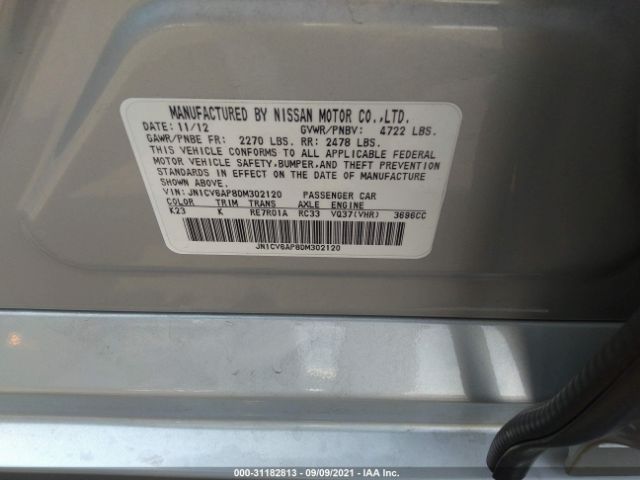 MANUFACTURED BY NISSAN MOTOR CO.,LTD.
DATE: 11/12 GVWR/PNBV: 4722 LBS.
GAWR/PNBE FR: 2270 LBS. RR: 2478 LBS.
THIS VEHICLE CONFORMS TO ALL APPLICABLE FEDERAL
MOTOR VEHICLE SAFETY,BUMPER,AND THEFT PREVENTION
STANDARDS IN EFFECT ON THE DATE OF MANUFACTURE
SHOWN ABOVE.
VIN: JN1CV6AP8DM302120 PASSENGER CAR
COLOR TRIM TRANS AXLE ENGINE
K23 K RE7R01A RC33 VQ37(VHR) 3696CC
JN1CV6AP8DM302120
000-31182813 - 09/09/2021 - IAA Inc.